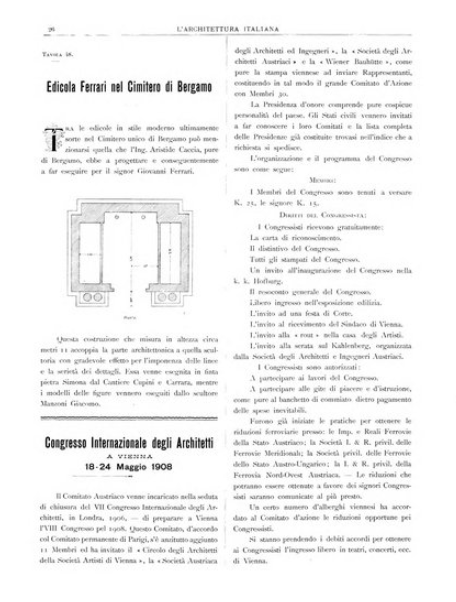 26
L'ARCHITETTURA ITALIANA
Tavola 28.
Edicola Ferrari nel Cimitero di Bergamo
TRA le edicole in stile moderno ultimamente
sorte nel Cimitero unico di Bergamo può men-
zionarsi quella che l'Ing. Aristide Caccia, pure
di Bergamo, ebbe a progettare e conseguentemente
a far eseguire per il signor Giovanni Ferrari.
Questa costruzione che misura in altezza circa
metri 11 accoppia la parte architettonica a quella scul-
toria con gradevole effetto per l'imponenza delle linee
e la serietà dei dettagli. Essa venne eseguita in finta
pietra Simona dal Cantiere Cupini e Carrara, mentre
i modelli delle figure vennero eseguiti dallo scultore
Manzoni Giacomo.
Congresso Internazionale degli Architetti
A VIENNA
18-24 Maggio 1908
Il Comitato Austriaco venne incaricato nella seduta
di chiusura del VII Congresso Internazionale degli Ar-
chitetti, in Londra, 1906, — di preparare a Vienna
l'VIII Congresso pel 1908. Questo Comitato, d'accordo
col Comitato permanente di Parigi, s'è anzitutto aggiunto
11 Membri ed ha invitato il « Circolo degli Architetti
della Società Artisti di Vienna », la « Società Austriaca
degli Architetti ed Ingegneri », la « Società degli Ar-
chitetti Austriaci » e la « Wiener Bauhütte », come
pure la stampa viennese ad inviare Rappresentanti,
costituendo in tal modo il grande Comitato d'Azione
con Membri 30.
La Presidenza d'onore comprende pure cospicue
personalità del paese. Gli Stati civili vennero invitati
a far conoscere i loro Comitati e la lista completa
delle Presidenze già costituite trovasi nell'indice che a
richiesta si spedisce.
L'organizzazione e il programma del Congresso
sono come segue:
Membri:
I Membri del Congresso sono tenuti a versare
K. 25, le signore K. 15.
Diritti del Congressista:
I Congressisti ricevono gratuitamente:
La carta di riconoscimento.
Il distintivo del Congresso.
Tutti gli stampati del Congresso.
Un invito all'inaugurazione del Congresso nella
k. k. Hofburg.
Il resoconto generale del Congresso.
Libero ingresso nell'esposizione edilizia.
L'invito ad una festa di Corte.
L'invito al ricevimento del Sindaco di Vienna.
L'invito alla « rout » nella casa degli Artisti.
L'invito alla serata sul Kahlenberg, organizzata
dalla Società degli Architetti e Ingegneri Austriaci.
I Congressisti sono autorizzati:
A partecipare ai lavori del Congresso.
A partecipare alle gite di piacere e d'istruzione,
come pure al banchetto di commiato dietro pagamento
delle spese inevitabili.
Furono già iniziate le pratiche per ottenere le
riduzioni ferroviarie presso: le Imp. e Reali Ferrovie
dello Stato Austriaco; la Società I. & R. privil. delle
Ferrovie Meridionali; la Società I. R. privil. delle
Ferrovie dello Stato Austro-Ungarico; la I. & R. privil.
Ferrovia Nord-Ovest Austriaca. — Le riduzioni che
potranno essere ottenute a favore dei signori Congres-
sisti saranno comunicate al più presto.
Un certo numero d'alberghi viennesi ha accor-
dato al Comitato d'azione le riduzioni opportune pei
Congressisti.
Si stanno prendendo i debiti accordi per ottenere
ai Congressisti l'ingresso libero in teatri, concerti, ecc.
di Vienna.